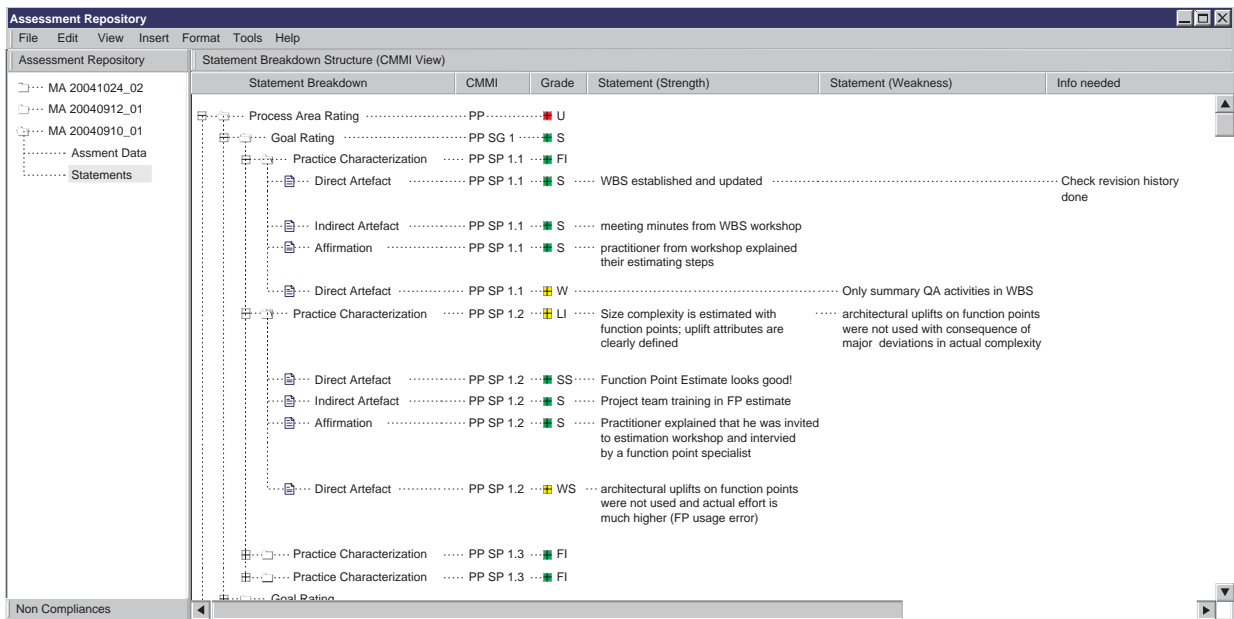 Assessment Repository
File Edit View Insert Format Tools Help
Assessment Repository
Statement Breakdown Structure (CMMI View)
MA 20041024_02
MA 20040912_01
MA 20040910_01
Assment Data
Statements
Non Compliances
Statement Breakdown CMMI Grade Statement (Strength) Statement (Weakness) Info needed
Process Area Rating PP U
Goal Rating PP SG 1 S
Practice Characterization PP SP 1.1 FI
Direct Artefact PP SP 1.1 S WBS established and updated Check revision history
done
Indirect Artefact PP SP 1.1 S meeting minutes from WBS workshop
Affirmation PP SP 1.1 S practitioner from workshop explained
their estimating steps
Direct Artefact PP SP 1.1 W Only summary QA activities in WBS
Practice Characterization PP SP 1.2 LI Size complexity is estimated with architectural uplifts on function points
function points; uplift attributes are were not used with consequence of
clearly defined major deviations in actual complexity
Direct Artefact PP SP 1.2 SS Function Point Estimate looks good!
Indirect Artefact PP SP 1.2 S Project team training in FP estimate
Affirmation PP SP 1.2 S Practitioner explained that he was invited
to estimation workshop and intervied
by a function point specialist
Direct Artefact PP SP 1.2 WS architectural uplifts on function points
were not used and actual effort is
much higher (FP usage error)
Practice Characterization PP SP 1.3 FI
Practice Characterization PP SP 1.3 FI
Goal Rating